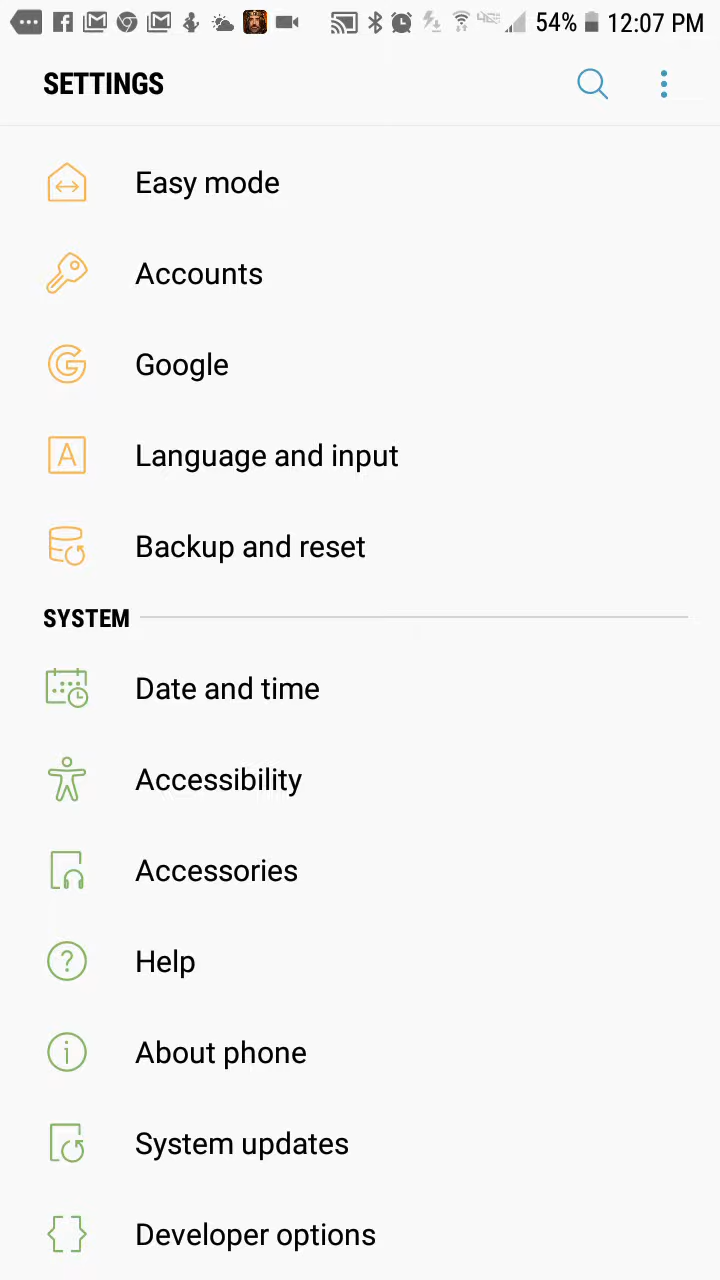 54% 12:07 PM
SETTINGS
Easy mode
Accounts
Google
Language and input
Backup and reset
SYSTEM
Date and time
Accessibility
Accessories
Help
About phone
System updates
Developer options